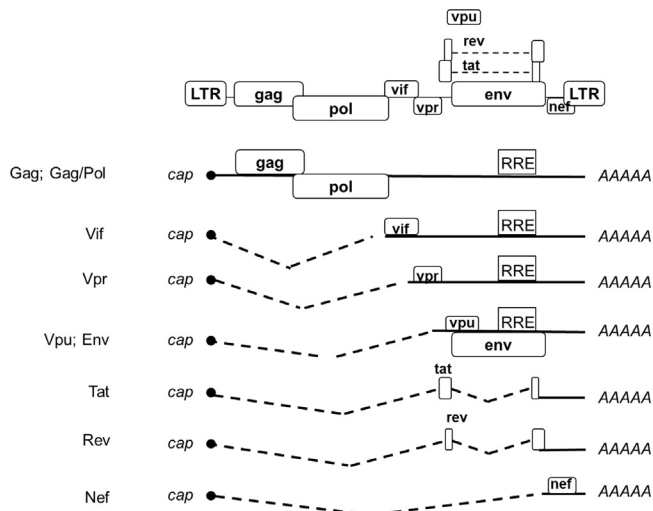 vpu
rev
tat
LTR gag pol vif vpr env nef LTR
Gag; Gag/Pol cap gag pol RRE AAAAA
Vif cap vif RRE AAAAA
Vpr cap vpr RRE AAAAA
Vpu; Env cap vpu RRE env AAAAA
Tat cap tat AAAAA
Rev cap rev AAAAA
Nef cap nef AAAAA